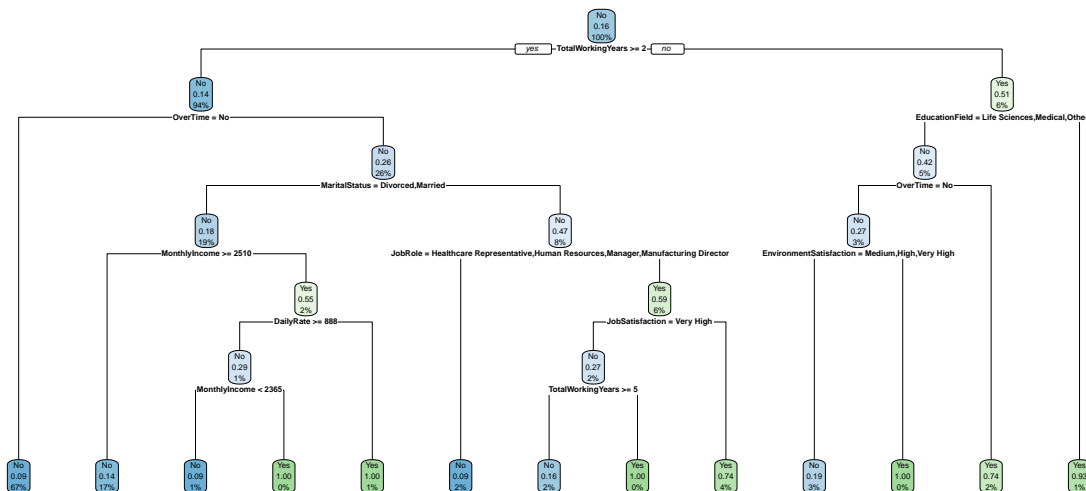 No
0.16
100%
yes
TotalWorkingYears >= 2
no
No
0.14
94%
Yes
0.51
6%
OverTime = No
EducationField = Life Sciences,Medical,Other
No
0.26
26%
No
0.42
5%
MaritalStatus = Divorced,Married
OverTime = No
No
0.18
19%
No
0.47
8%
No
0.27
3%
MonthlyIncome >= 2510
JobRole = Healthcare Representative,Human Resources,Manager,Manufacturing Director
EnvironmentSatisfaction = Medium,High,Very High
Yes
0.55
2%
Yes
0.59
6%
DailyRate >= 888
JobSatisfaction = Very High
No
0.29
1%
No
0.27
2%
MonthlyIncome < 2365
TotalWorkingYears >= 5
No
0.09
67%
No
0.14
17%
No
0.09
1%
Yes
1.00
0%
Yes
1.00
1%
No
0.09
2%
No
0.16
2%
Yes
1.00
0%
Yes
0.74
4%
No
0.19
3%
Yes
1.00
0%
Yes
0.74
2%
Yes
0.93
1%